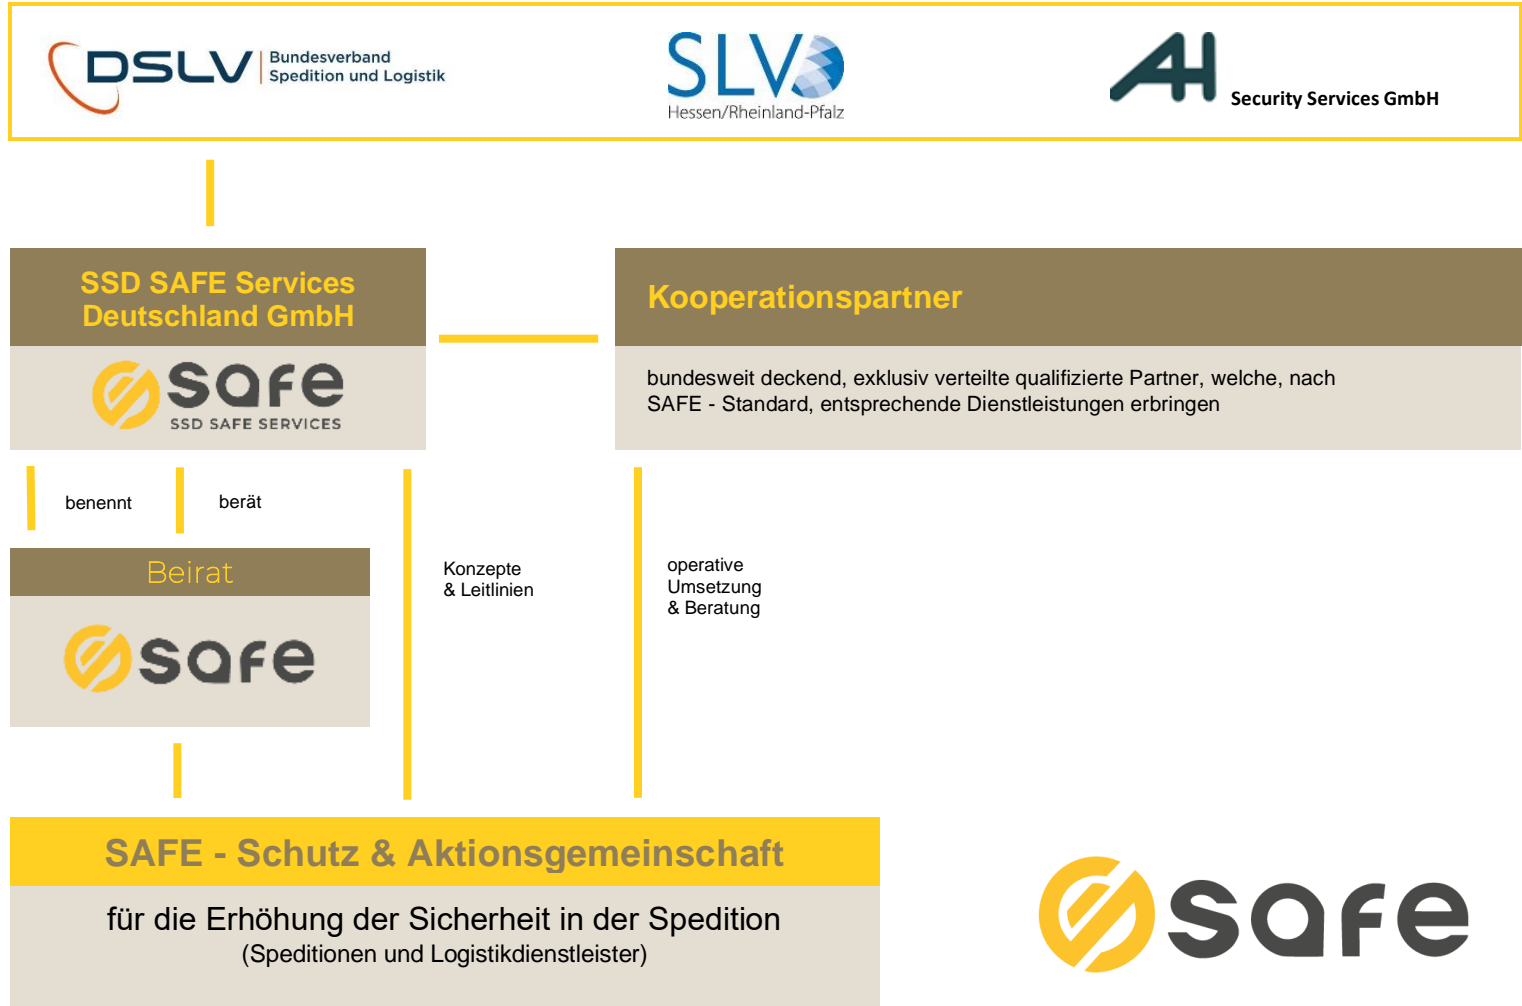 DSLV
Bundesverband
Spedition und Logistik
SLV
Hessen/Rheinland-Pfalz
AH
Security Services GmbH
SSD SAFE Services
Deutschland GmbH
safe
SSD SAFE SERVICES
Kooperationspartner
bundesweit deckend, exklusiv verteilte qualifizierte Partner, welche, nach
SAFE - Standard, entsprechende Dienstleistungen erbringen
benennt
berät
Beirat
safe
Konzepte
& Leitlinien
operative
Umsetzung
& Beratung
SAFE - Schutz & Aktionsgemeinschaft
für die Erhöhung der Sicherheit in der Spedition
(Speditionen und Logistikdienstleister)
safe